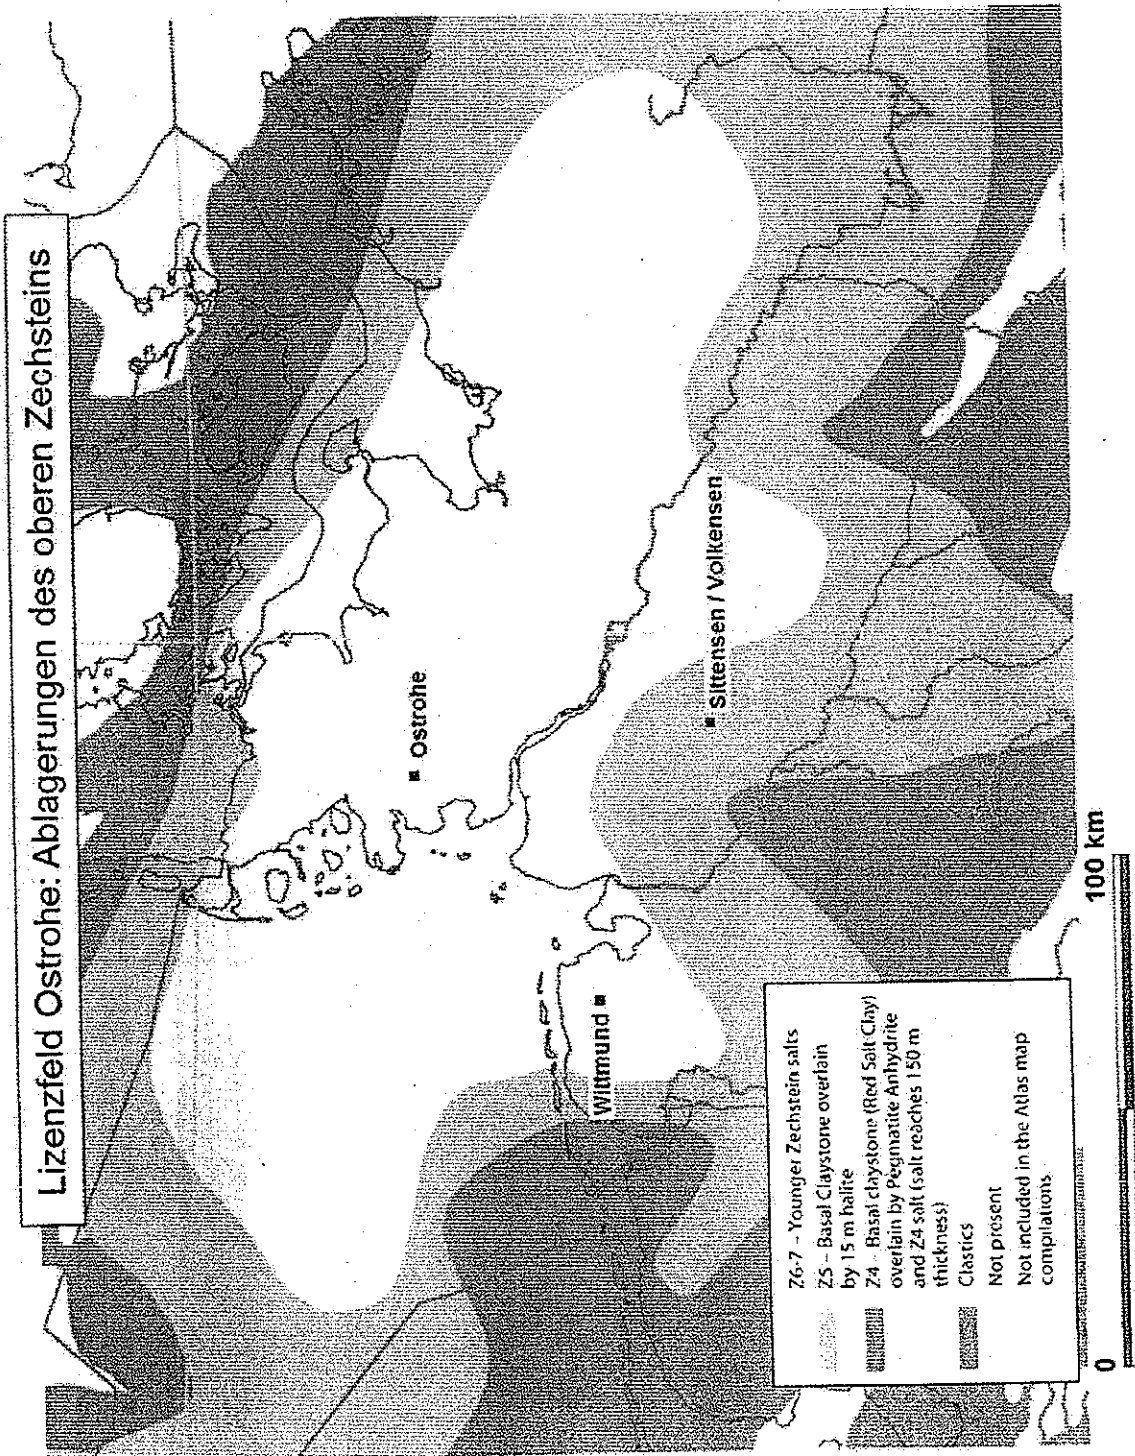 Lizenzfeld Ostrohe: Ablagerungen des oberen Zechsteins
Ostrohe
Sittensen / Volkensen
Wittmund
Z6-7 – Younger Zechstein salts
Z5 – Basal Claystone overlain
by 15 m halite
Z4 – Basal claystone (Red Salt Clay)
overlain by Pegmatite Anhydrite
and Z4 salt (salt reaches 150 m
thickness)
Clastics
Not present
Not included in the Atlas map
compilations
0
100 km